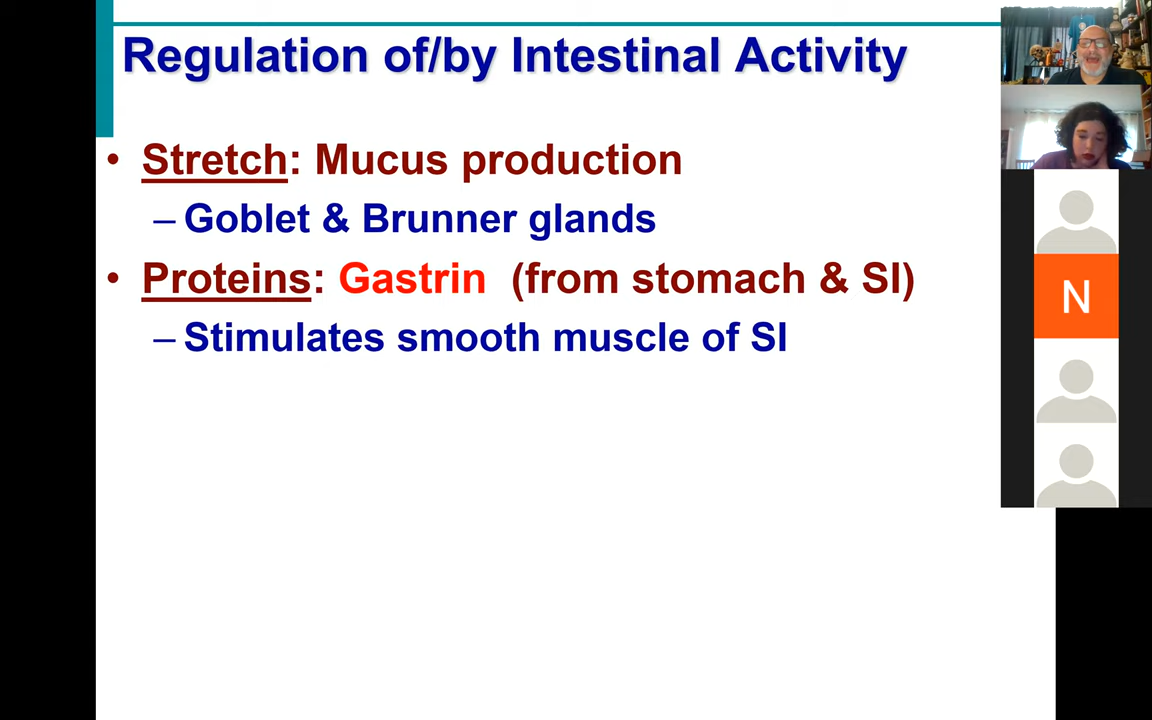 Regulation of/by Intestinal Activity
• Stretch: Mucus production
– Goblet & Brunner glands
• Proteins: Gastrin (from stomach & SI)
– Stimulates smooth muscle of SI
N